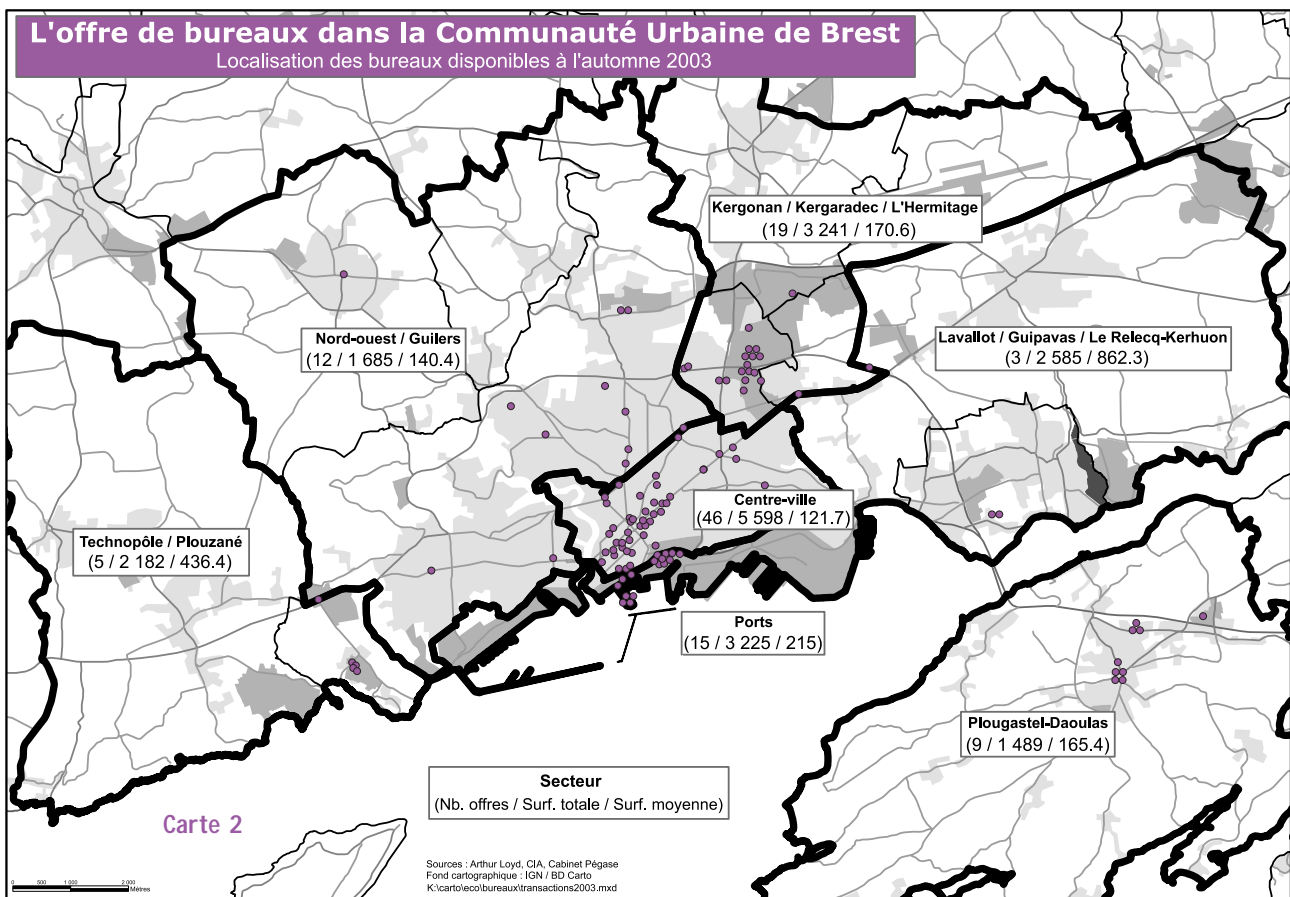 L'offre de bureaux dans la Communauté Urbaine de Brest
Localisation des bureaux disponibles à l'automne 2003
Kergonan / Kergaradec / L'Hermitage
(19 / 3 241 / 170.6)
Nord-ouest / Guilers
(12 / 1 685 / 140.4)
Lavallot / Guipavas / Le Relecq-Kerhuon
(3 / 2 585 / 862.3)
Centre-ville
(46 / 5 598 / 121.7)
Technopôle / Plouzané
(5 / 2 182 / 436.4)
Ports
(15 / 3 225 / 215)
Plougastel-Daoulas
(9 / 1 489 / 165.4)
Secteur
(Nb. offres / Surf. totale / Surf. moyenne)
Carte 2
Sources : Arthur Loyd, CIA, Cabinet Pégase
Fond cartographique : IGN / BD Carto
K:\carto\eco\bureaux\transactions2003.mxd
0 500 1 000 2 000
Mètres